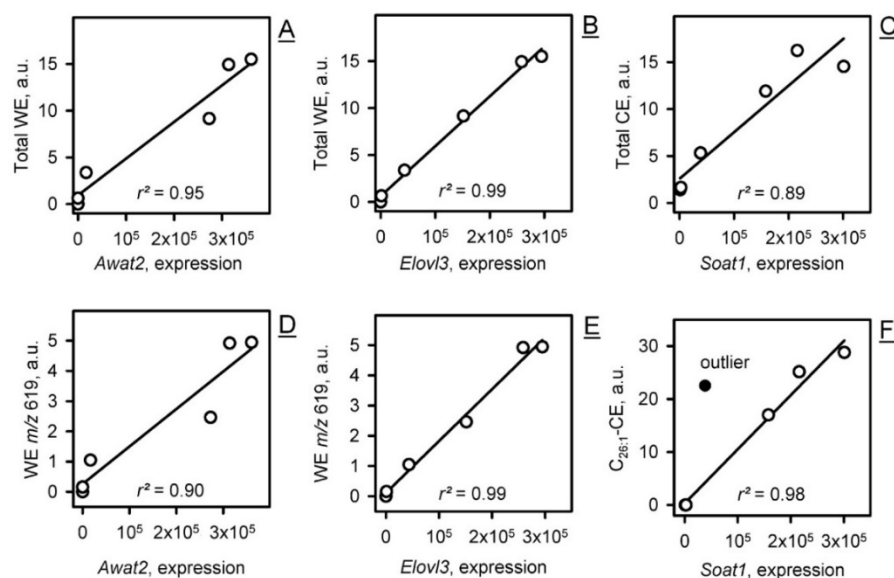 A
Total WE, a.u.
15
10
5
0
r² = 0.95
0 10⁵ 2x10⁵ 3x10⁵
Awat2, expression
B
Total WE, a.u.
15
10
5
0
r² = 0.99
0 10⁵ 2x10⁵ 3x10⁵
Elovl3, expression
C
Total CE, a.u.
15
10
5
0
r² = 0.89
0 10⁵ 2x10⁵ 3x10⁵
Soat1, expression
D
WE m/z 619, a.u.
5
4
3
2
1
0
r² = 0.90
0 10⁵ 2x10⁵ 3x10⁵
Awat2, expression
E
WE m/z 619, a.u.
5
4
3
2
1
0
r² = 0.99
0 10⁵ 2x10⁵ 3x10⁵
Elovl3, expression
F
C₂₆:₁-CE, a.u.
30
20
10
0
outlier
r² = 0.98
0 10⁵ 2x10⁵ 3x10⁵
Soat1, expression